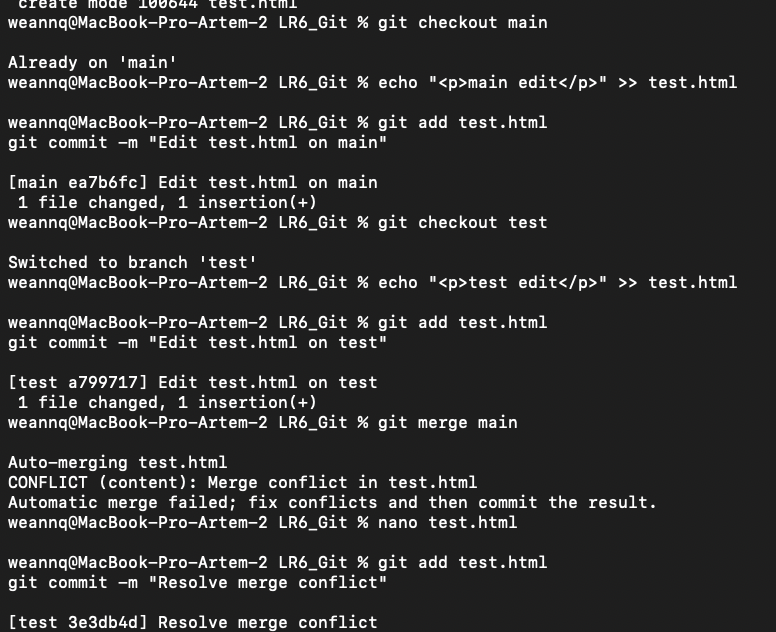 create mode 100644 test.html
weannq@MacBook-Pro-Artem-2 LR6_Git % git checkout main
Already on 'main'
weannq@MacBook-Pro-Artem-2 LR6_Git % echo "<p>main edit</p>" >> test.html
weannq@MacBook-Pro-Artem-2 LR6_Git % git add test.html
git commit -m "Edit test.html on main"
[main ea7b6fc] Edit test.html on main
1 file changed, 1 insertion(+)
weannq@MacBook-Pro-Artem-2 LR6_Git % git checkout test
Switched to branch 'test'
weannq@MacBook-Pro-Artem-2 LR6_Git % echo "<p>test edit</p>" >> test.html
weannq@MacBook-Pro-Artem-2 LR6_Git % git add test.html
git commit -m "Edit test.html on test"
[test a799717] Edit test.html on test
1 file changed, 1 insertion(+)
weannq@MacBook-Pro-Artem-2 LR6_Git % git merge main
Auto-merging test.html
CONFLICT (content): Merge conflict in test.html
Automatic merge failed; fix conflicts and then commit the result.
weannq@MacBook-Pro-Artem-2 LR6_Git % nano test.html
weannq@MacBook-Pro-Artem-2 LR6_Git % git add test.html
git commit -m "Resolve merge conflict"
[test 3e3db4d] Resolve merge conflict